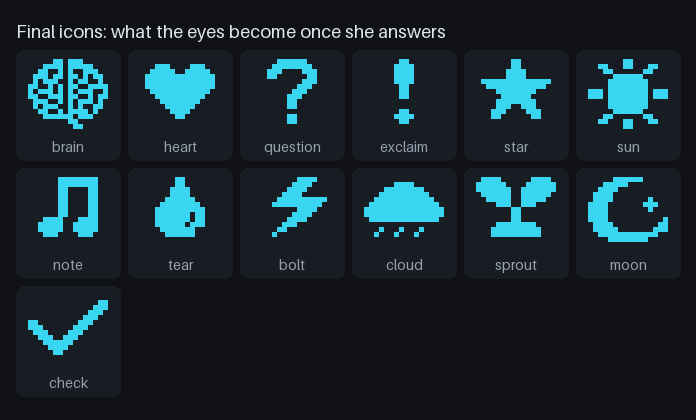 Final icons: what the eyes become once she answers
brain heart question exclaim star sun
note tear bolt cloud sprout moon
check